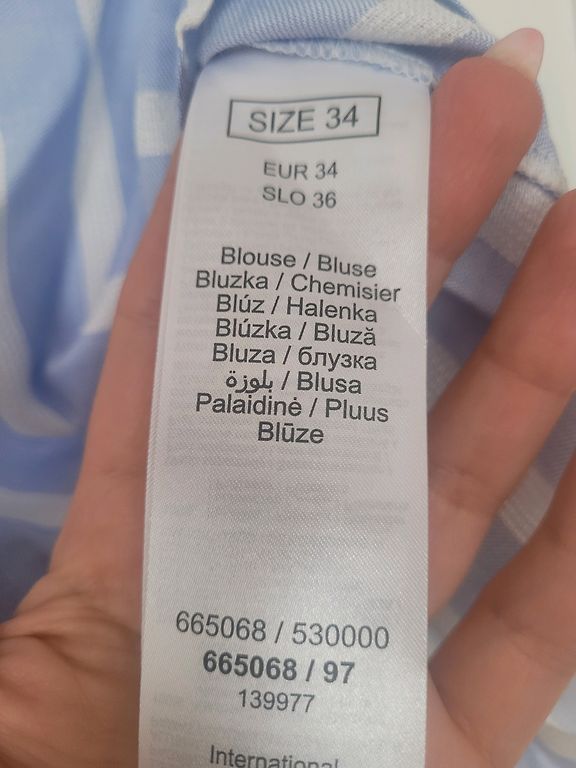 SIZE 34
EUR 34
SLO 36
Blouse / Bluse
Bluzka / Chemisier
Blúz / Halenka
Blúzka / Bluză
Bluza / блузка
بلوزة / Blusa
Palaidinė / Pluus
Blūze
665068 / 530000
665068 / 97
139977
International